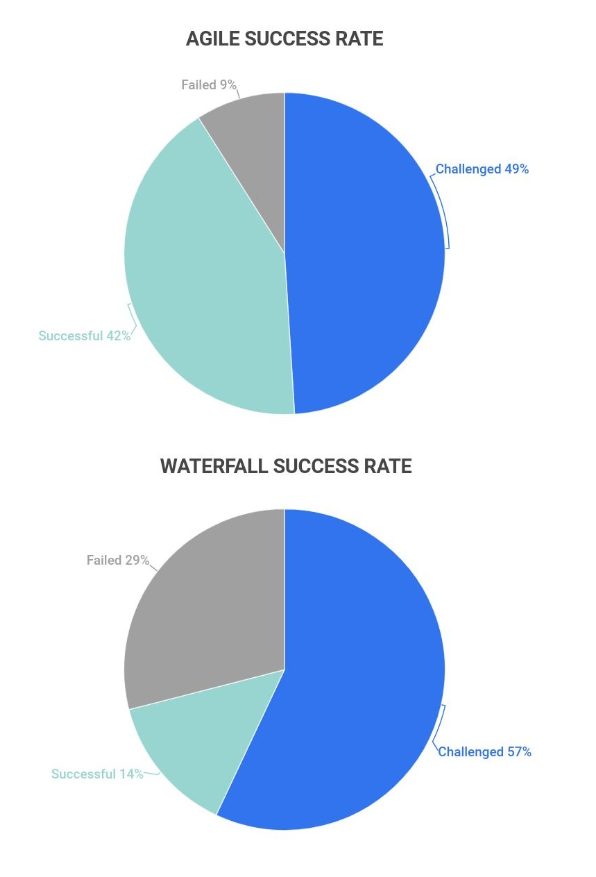 AGILE SUCCESS RATE
Failed 9%
Challenged 49%
Successful 42%
WATERFALL SUCCESS RATE
Failed 29%
Challenged 57%
Successful 14%